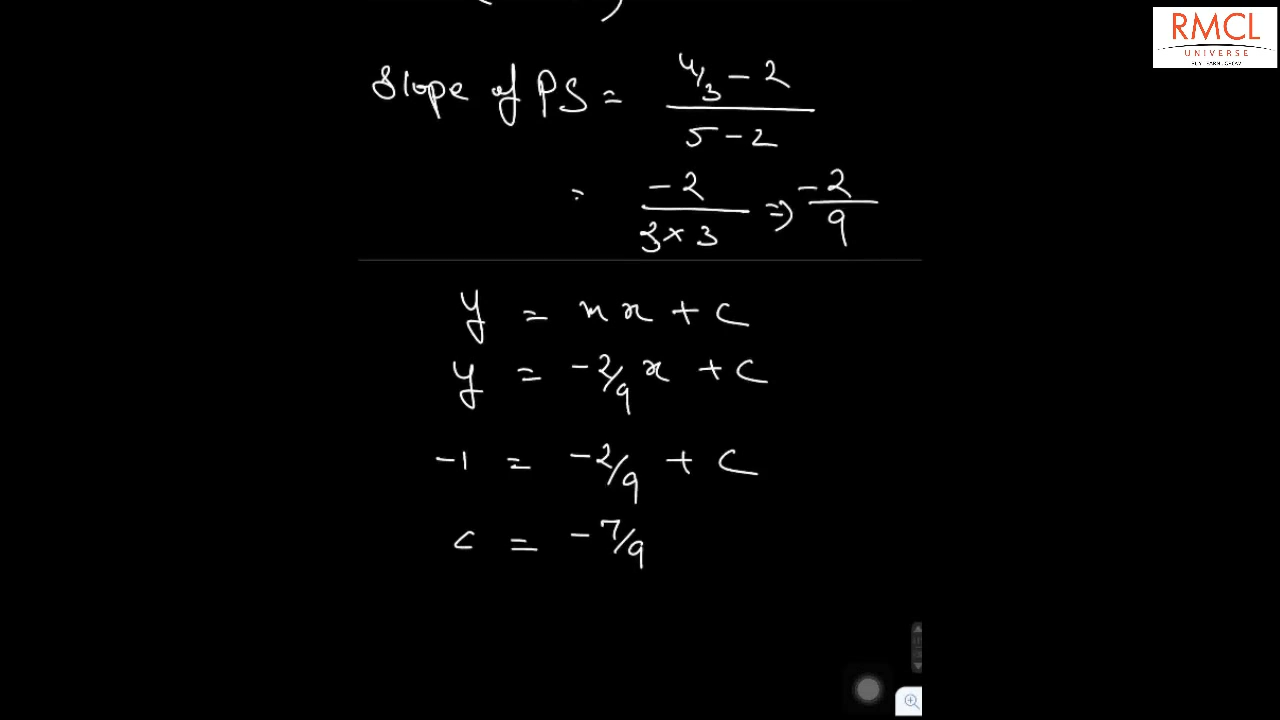 RMCL
UNIVERSE
Slope of PS = 4/3 - 2
5 - 2
= -2 => -2
3 × 3 9
y = mx + c
y = -2/9 x + c
-1 = -2/9 + c
c = -7/9